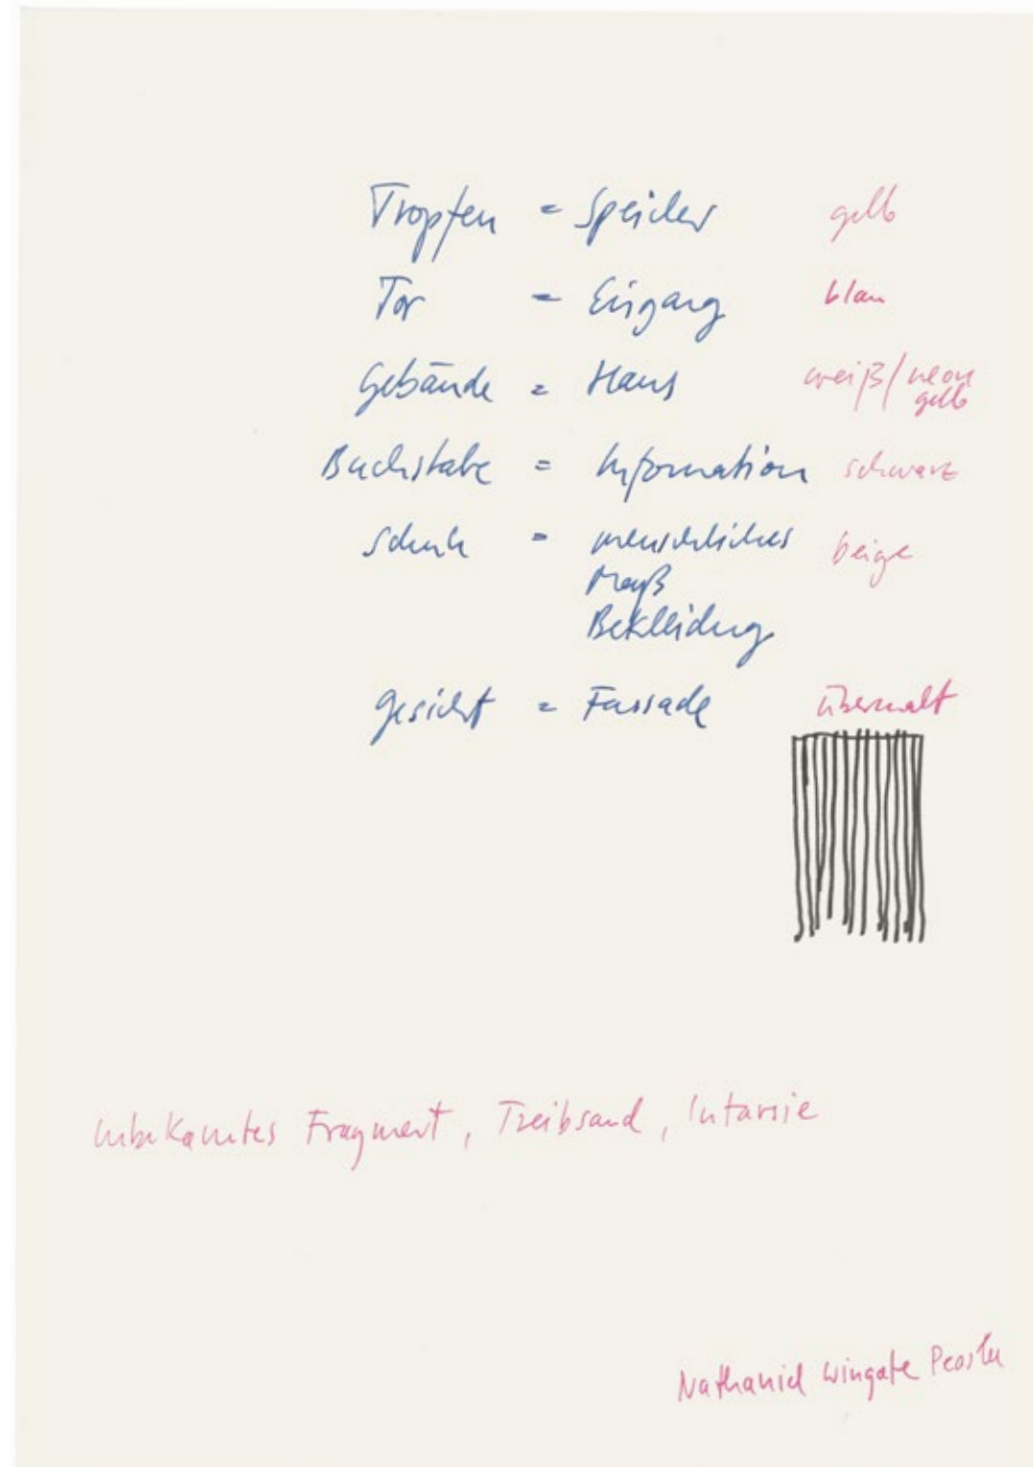 Tropfen = Speicher gelb
Tor = Eingang blau
Gebäude = Haus weiß/neon
gelb
Buchstabe = Information schwarz
Schuh = menschliches beige
Maß
Bekleidung
Gesicht = Fassade übermalt
unbekanntes Fragment, Treibsand, Intarsie
Nathaniel Wingate Peaslee